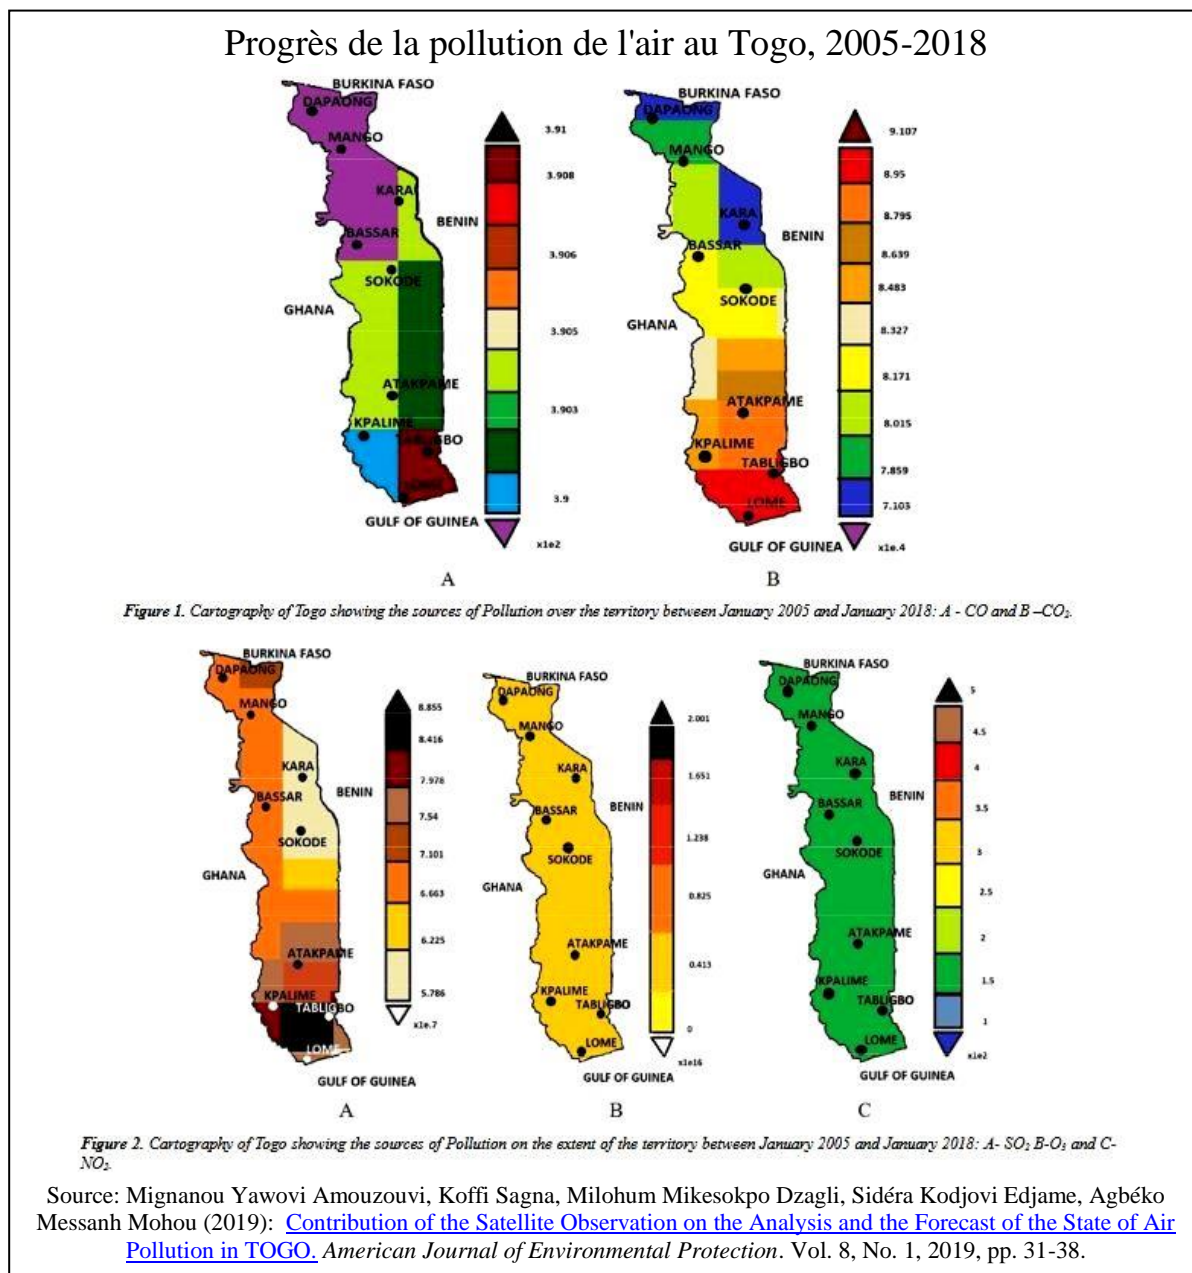 Progrès de la pollution de l'air au Togo, 2005-2018
BURKINA FASO
DAPAONG
MANGO
KARA
BENIN
BASSAR
SOKODE
GHANA
ATAKPAME
KPALIME
GULF OF GUINEA
3.91
3.908
3.906
3.905
3.903
3.9
x1e2
A
BURKINA FASO
DAPAONG
MANGO
KARA
BENIN
BASSAR
SOKODE
GHANA
ATAKPAME
KPALIME
TABLIGBO
LOME
GULF OF GUINEA
9.107
8.95
8.795
8.639
8.483
8.327
8.171
8.015
7.859
7.103
x1e.4
B
Figure 1. Cartography of Togo showing the sources of Pollution over the territory between January 2005 and January 2018: A - CO and B –CO₂.
BURKINA FASO
DAPAONG
MANGO
KARA
BENIN
BASSAR
SOKODE
GHANA
ATAKPAME
KPALIME
TABLIGBO
LOME
GULF OF GUINEA
8.855
8.416
7.978
7.54
7.101
6.663
6.225
5.786
x1e.7
A
BURKINA FASO
DAPAONG
MANGO
KARA
BENIN
BASSAR
SOKODE
GHANA
ATAKPAME
KPALIME
TABLIGBO
LOME
GULF OF GUINEA
2.001
1.651
1.238
0.825
0.413
0
x1e16
B
BURKINA FASO
DAPAONG
MANGO
KARA
BENIN
BASSAR
SOKODE
GHANA
ATAKPAME
KPALIME
TABLIGBO
LOME
GULF OF GUINEA
5
4.5
4
3.5
3
2.5
2
1.5
1
x1e2
C
Figure 2. Cartography of Togo showing the sources of Pollution on the extent of the territory between January 2005 and January 2018: A- SO₂ B-O₃ and C-
NO₂.
Source: Mignanou Yawovi Amouzouvi, Koffi Sagna, Milohum Mikesokpo Dzagli, Sidéra Kodjovi Edjame, Agbéko
Messanh Mohou (2019): Contribution of the Satellite Observation on the Analysis and the Forecast of the State of Air
Pollution in TOGO. American Journal of Environmental Protection. Vol. 8, No. 1, 2019, pp. 31-38.